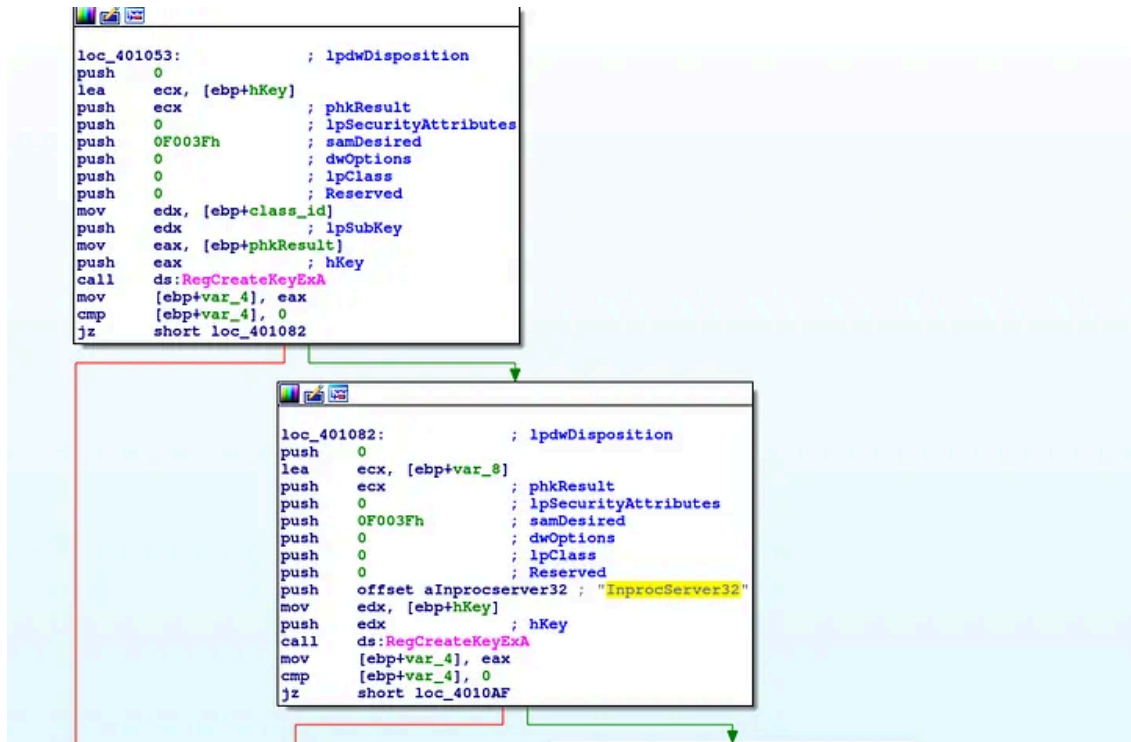 loc_401053: ; lpdwDisposition
push 0
lea ecx, [ebp+hKey]
push ecx ; phkResult
push 0 ; lpSecurityAttributes
push 0F003Fh ; samDesired
push 0 ; dwOptions
push 0 ; lpClass
push 0 ; Reserved
mov edx, [ebp+class_id]
push edx ; lpSubKey
mov eax, [ebp+phkResult]
push eax ; hKey
call ds:RegCreateKeyExA
mov [ebp+var_4], eax
cmp [ebp+var_4], 0
jz short loc_401082
loc_401082: ; lpdwDisposition
push 0
lea ecx, [ebp+var_8]
push ecx ; phkResult
push 0 ; lpSecurityAttributes
push 0F003Fh ; samDesired
push 0 ; dwOptions
push 0 ; lpClass
push 0 ; Reserved
push offset aInprocserver32 ; "InprocServer32"
mov edx, [ebp+hKey]
push edx ; hKey
call ds:RegCreateKeyExA
mov [ebp+var_4], eax
cmp [ebp+var_4], 0
jz short loc_4010AF